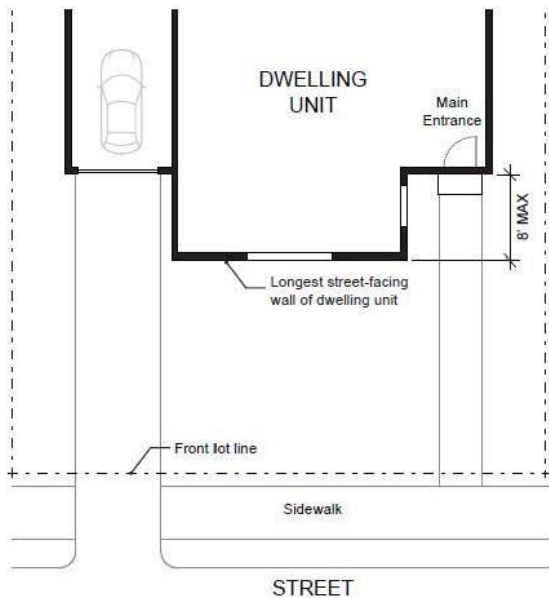 DWELLING
UNIT
Main
Entrance
8' MAX
Longest street-facing
wall of dwelling unit
Front lot line
Sidewalk
STREET